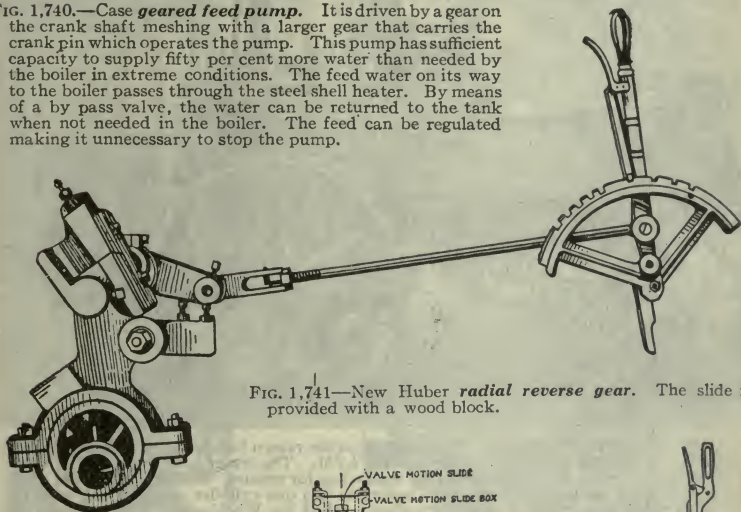 IG. 1,740.—Case geared feed pump. It is driven by a gear on
the crank shaft meshing with a larger gear that carries the
crank pin which operates the pump. This pump has sufficient
capacity to supply fifty per cent more water than needed by
the boiler in extreme conditions. The feed water on its way
to the boiler passes through the steel shell heater. By means
of a by pass valve, the water can be returned to the tank
when not needed in the boiler. The feed can be regulated
making it unnecessary to stop the pump.
FIG. 1,741—New Huber radial reverse gear. The slide
provided with a wood block.
VALVE MOTION SLIDE
VALVE MOTION SLIDE BOX